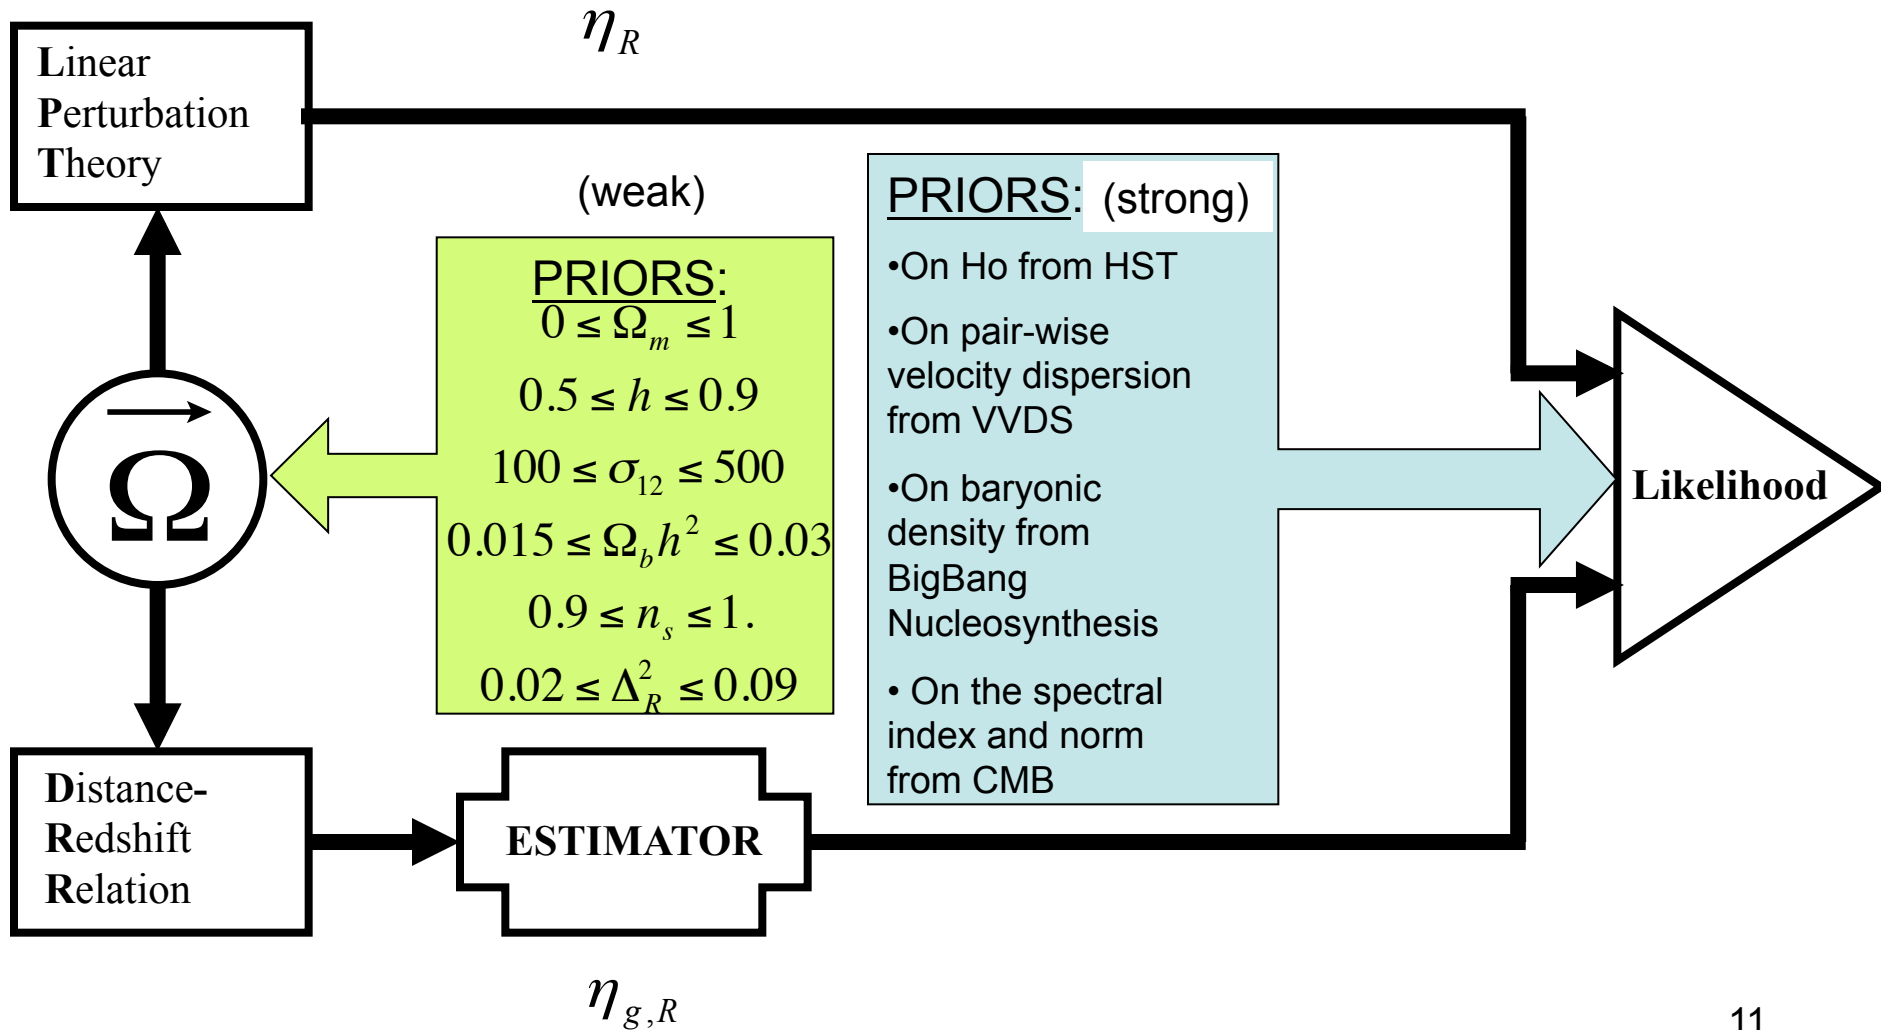 η_R
Linear
Perturbation
Theory
(weak)
PRIORS:
0 ≤ Ω_m ≤ 1
0.5 ≤ h ≤ 0.9
100 ≤ σ_12 ≤ 500
0.015 ≤ Ω_b h^2 ≤ 0.03
0.9 ≤ n_s ≤ 1.
0.02 ≤ Δ_R^2 ≤ 0.09
PRIORS: (strong)
•On Ho from HST
•On pair-wise
velocity dispersion
from VVDS
•On baryonic
density from
BigBang
Nucleosynthesis
• On the spectral
index and norm
from CMB
Ω⃗
Likelihood
Distance-
Redshift
Relation
ESTIMATOR
η_g,R
11